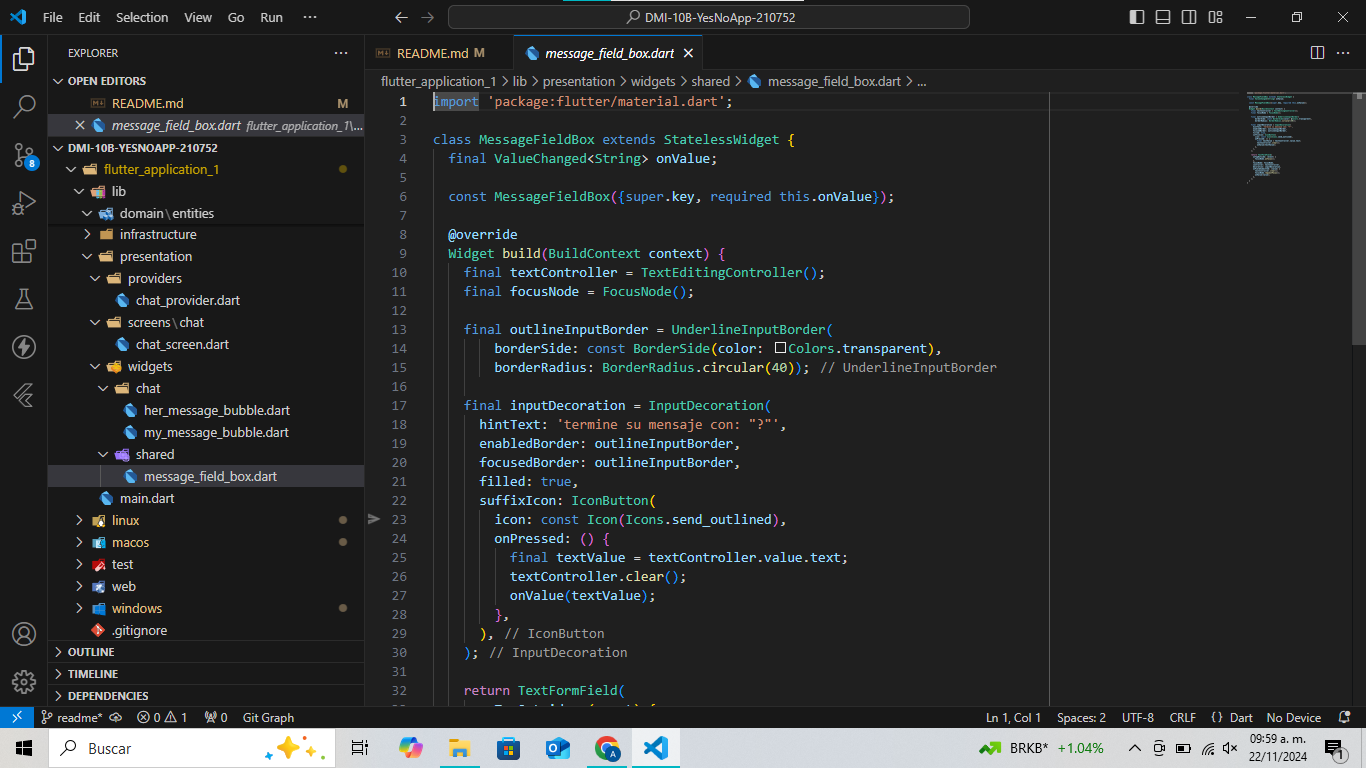 File Edit Selection View Go Run ··· DMI-10B-YesNoApp-210752
EXPLORER ···
OPEN EDITORS
README.md M
message_field_box.dart flutter_application_1\...
DMI-10B-YESNOAPP-210752
flutter_application_1
lib
domain\entities
infrastructure
presentation
providers
chat_provider.dart
screens\chat
chat_screen.dart
widgets
chat
her_message_bubble.dart
my_message_bubble.dart
shared
message_field_box.dart
main.dart
linux
macos
test
web
windows
.gitignore
OUTLINE
TIMELINE
DEPENDENCIES
8
README.md M message_field_box.dart
flutter_application_1 > lib > presentation > widgets > shared > message_field_box.dart > ...
1 import 'package:flutter/material.dart';
2
3 class MessageFieldBox extends StatelessWidget {
4 final ValueChanged<String> onValue;
5
6 const MessageFieldBox({super.key, required this.onValue});
7
8 @override
9 Widget build(BuildContext context) {
10 final textController = TextEditingController();
11 final focusNode = FocusNode();
12
13 final outlineInputBorder = UnderlineInputBorder(
14 borderSide: const BorderSide(color: Colors.transparent),
15 borderRadius: BorderRadius.circular(40)); // UnderlineInputBorder
16
17 final inputDecoration = InputDecoration(
18 hintText: 'termine su mensaje con: "?"',
19 enabledBorder: outlineInputBorder,
20 focusedBorder: outlineInputBorder,
21 filled: true,
22 suffixIcon: IconButton(
23 icon: const Icon(Icons.send_outlined),
24 onPressed: () {
25 final textValue = textController.value.text;
26 textController.clear();
27 onValue(textValue);
28 },
29 ), // IconButton
30 ); // InputDecoration
31
32 return TextFormField(
readme* 0 1 0 Git Graph Ln 1, Col 1 Spaces: 2 UTF-8 CRLF {} Dart No Device
Buscar BRKB* +1.04% 09:59 a. m.
22/11/2024 1